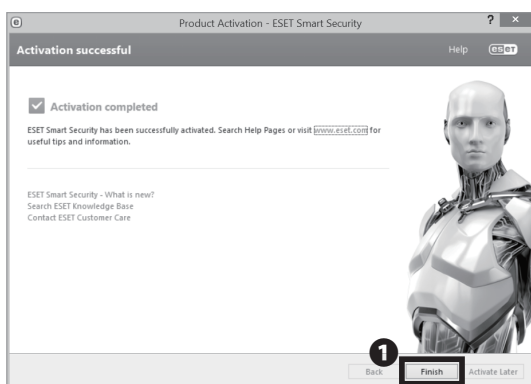 e Product Activation - ESET Smart Security ? ×
Activation successful Help eset
Activation completed
ESET Smart Security has been successfully activated. Search Help Pages or visit www.eset.com for
useful tips and information.
ESET Smart Security - What is new?
Search ESET Knowledge Base
Contact ESET Customer Care
1
Back Finish Activate Later